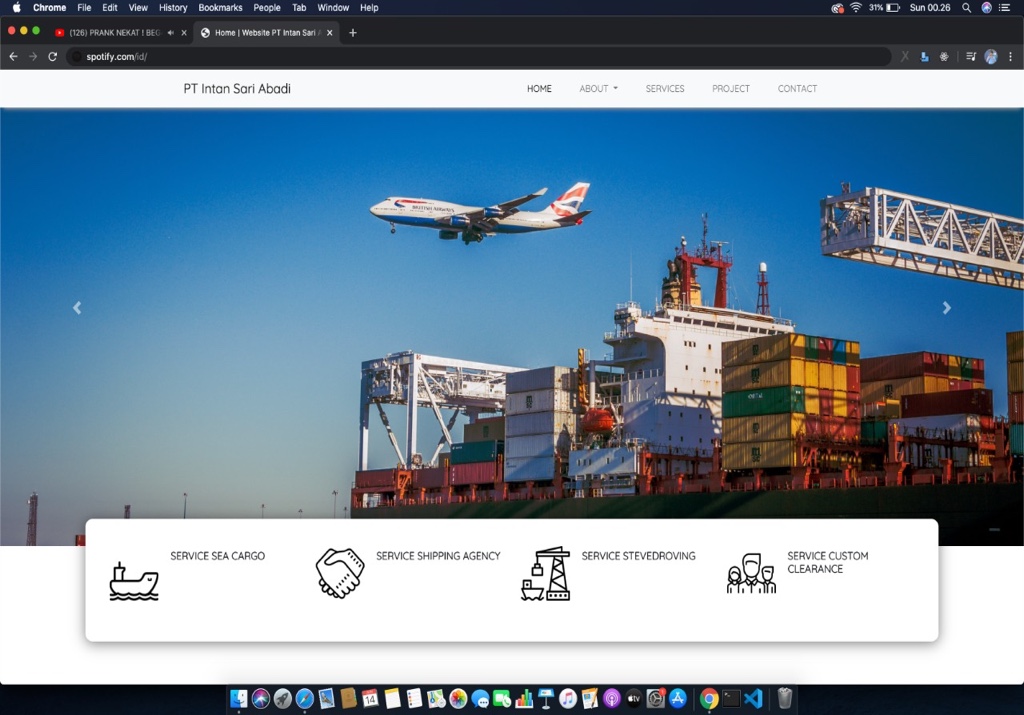 Chrome File Edit View History Bookmarks People Tab Window Help 31% Sun 00.26
(126) PRANK NEKAT ! BEG
Home | Website PT Intan Sari A
spotify.com/id/
PT Intan Sari Abadi
HOME ABOUT SERVICES PROJECT CONTACT
BRITISH AIRWAYS
SERVICE SEA CARGO
SERVICE SHIPPING AGENCY
SERVICE STEVEDROVING
SERVICE CUSTOM
CLEARANCE
14
tv